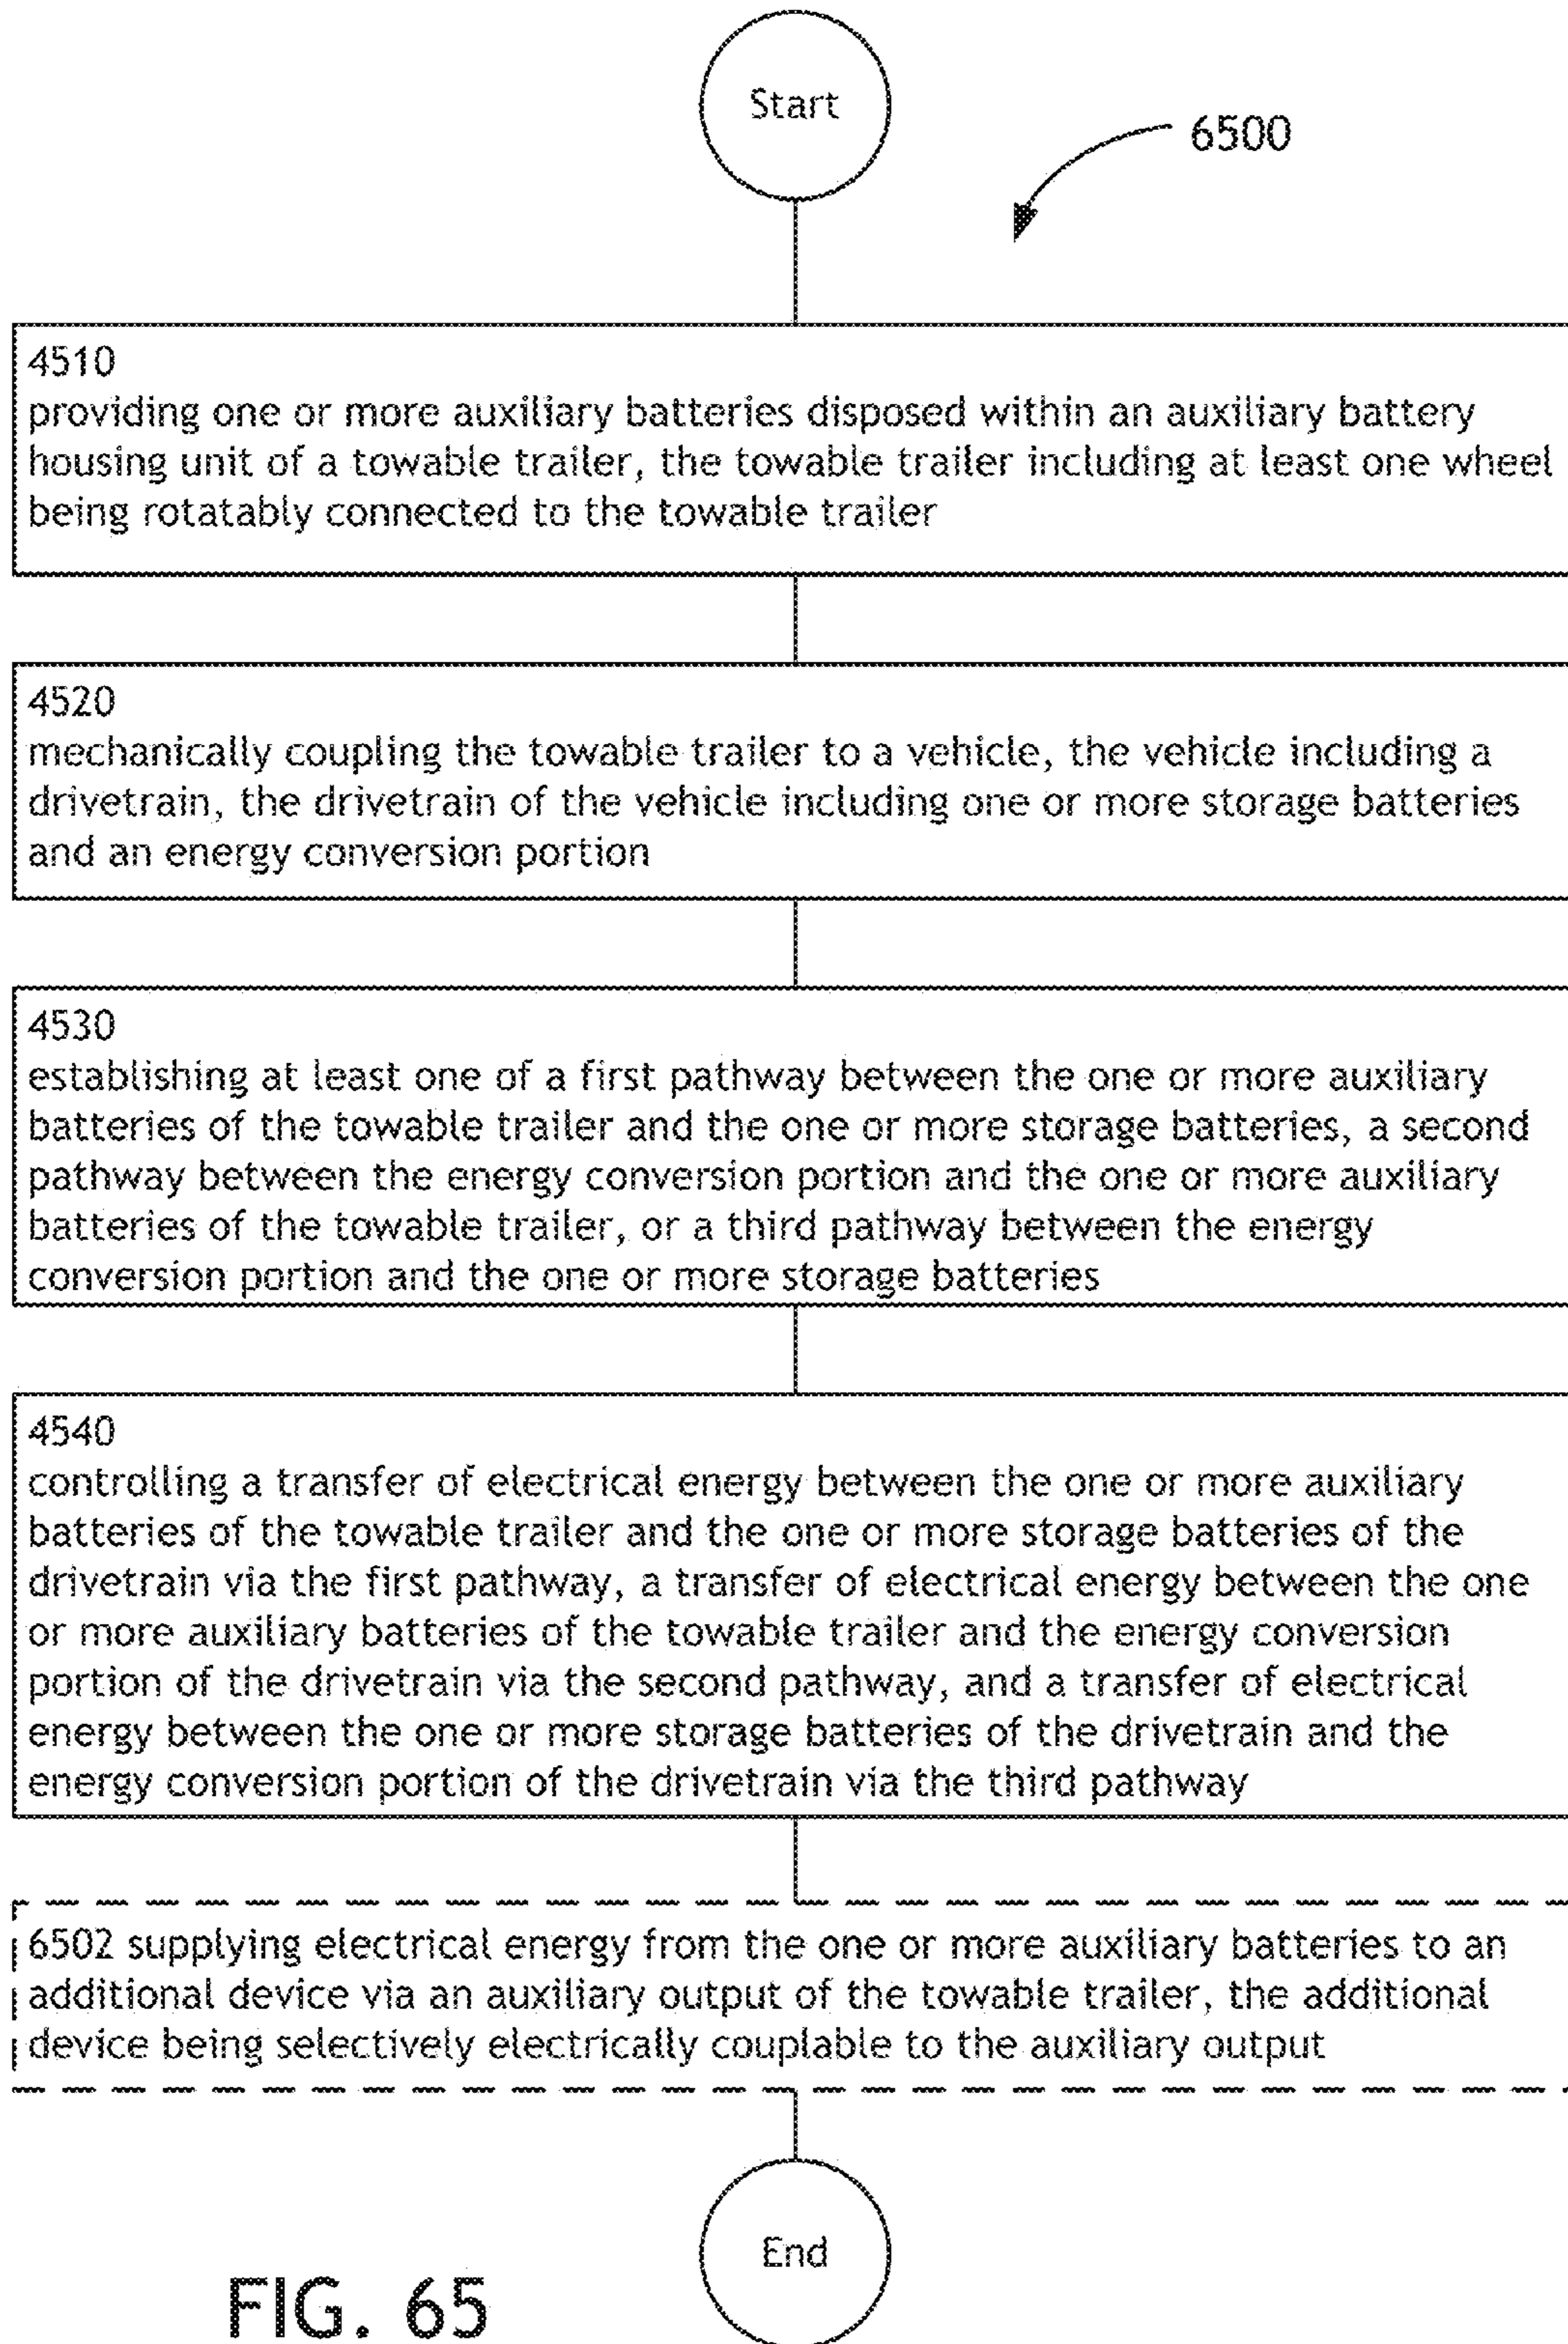 Start
6500
4510
providing one or more auxiliary batteries disposed within an auxiliary battery
housing unit of a towable trailer, the towable trailer including at least one wheel
being rotatably connected to the towable trailer
4520
mechanically coupling the towable trailer to a vehicle, the vehicle including a
drivetrain, the drivetrain of the vehicle including one or more storage batteries
and an energy conversion portion
4530
establishing at least one of a first pathway between the one or more auxiliary
batteries of the towable trailer and the one or more storage batteries, a second
pathway between the energy conversion portion and the one or more auxiliary
batteries of the towable trailer, or a third pathway between the energy
conversion portion and the one or more storage batteries
4540
controlling a transfer of electrical energy between the one or more auxiliary
batteries of the towable trailer and the one or more storage batteries of the
drivetrain via the first pathway, a transfer of electrical energy between the one
or more auxiliary batteries of the towable trailer and the energy conversion
portion of the drivetrain via the second pathway, and a transfer of electrical
energy between the one or more storage batteries of the drivetrain and the
energy conversion portion of the drivetrain via the third pathway
6502 supplying electrical energy from the one or more auxiliary batteries to an
additional device via an auxiliary output of the towable trailer, the additional
device being selectively electrically couplable to the auxiliary output
End
FIG. 65